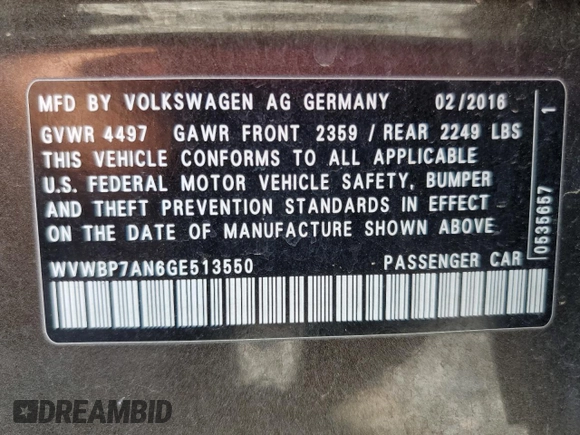 MFD BY VOLKSWAGEN AG GERMANY 02/2016
GVWR 4497 GAWR FRONT 2359 / REAR 2249 LBS
THIS VEHICLE CONFORMS TO ALL APPLICABLE
U.S. FEDERAL MOTOR VEHICLE SAFETY, BUMPER
AND THEFT PREVENTION STANDARDS IN EFFECT
ON THE DATE OF MANUFACTURE SHOWN ABOVE
WVWBP7AN6GE513550 PASSENGER CAR
0535657 1
DREAMBID